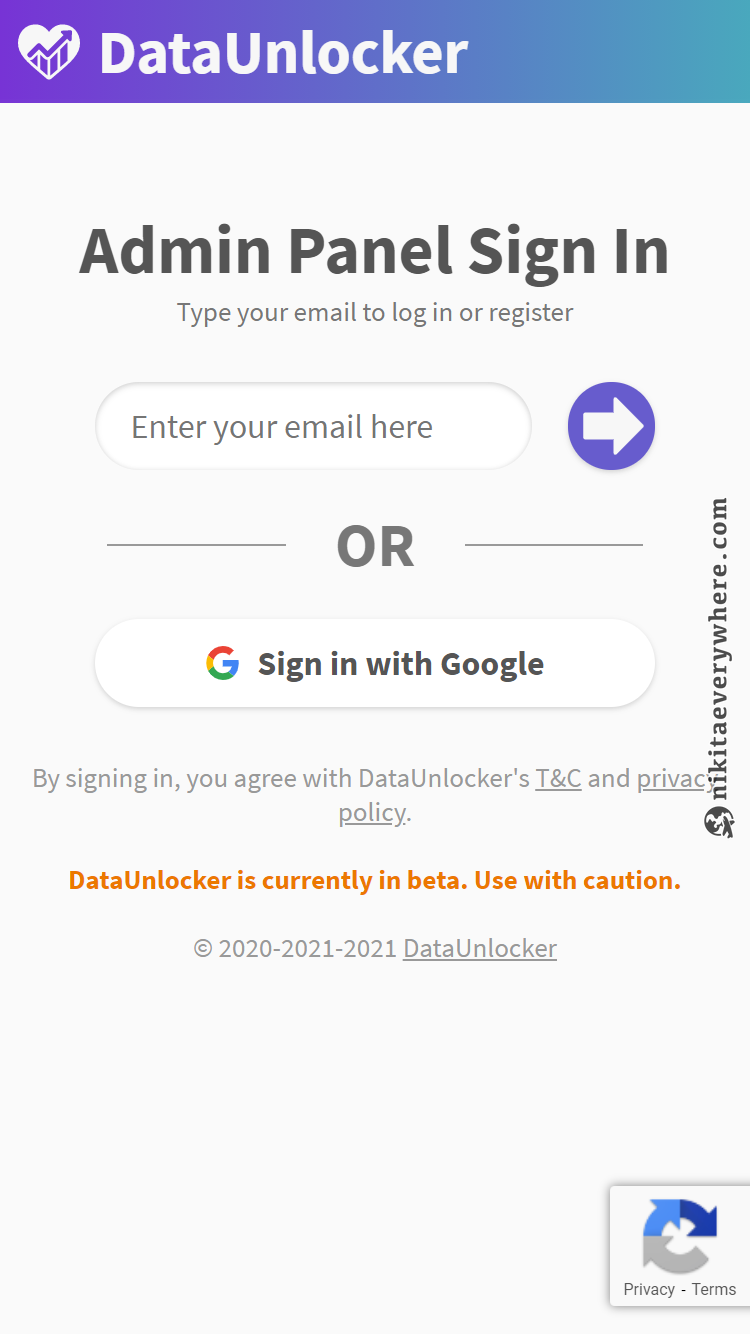 DataUnlocker
Admin Panel Sign In
Type your email to log in or register
Enter your email here
OR
Sign in with Google
By signing in, you agree with DataUnlocker's T&C and privacy
policy.
DataUnlocker is currently in beta. Use with caution.
© 2020-2021-2021 DataUnlocker
nikitaeverywhere.com
Privacy - Terms